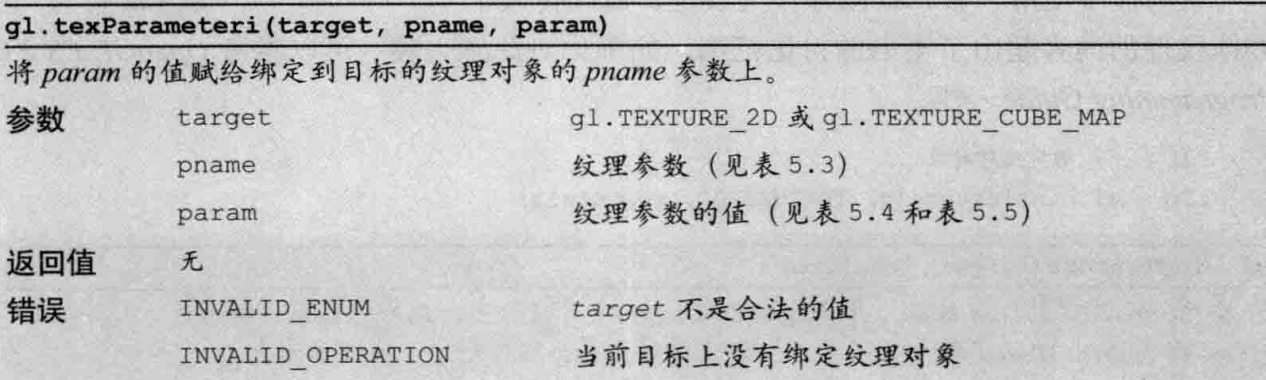 gl.texParameteri(target, pname, param)
将 param 的值赋给绑定到目标的纹理对象的 pname 参数上。
参数 target gl.TEXTURE_2D 或 gl.TEXTURE_CUBE_MAP
pname 纹理参数（见表 5.3）
param 纹理参数的值（见表 5.4 和表 5.5）
返回值 无
错误 INVALID_ENUM target 不是合法的值
INVALID_OPERATION 当前目标上没有绑定纹理对象